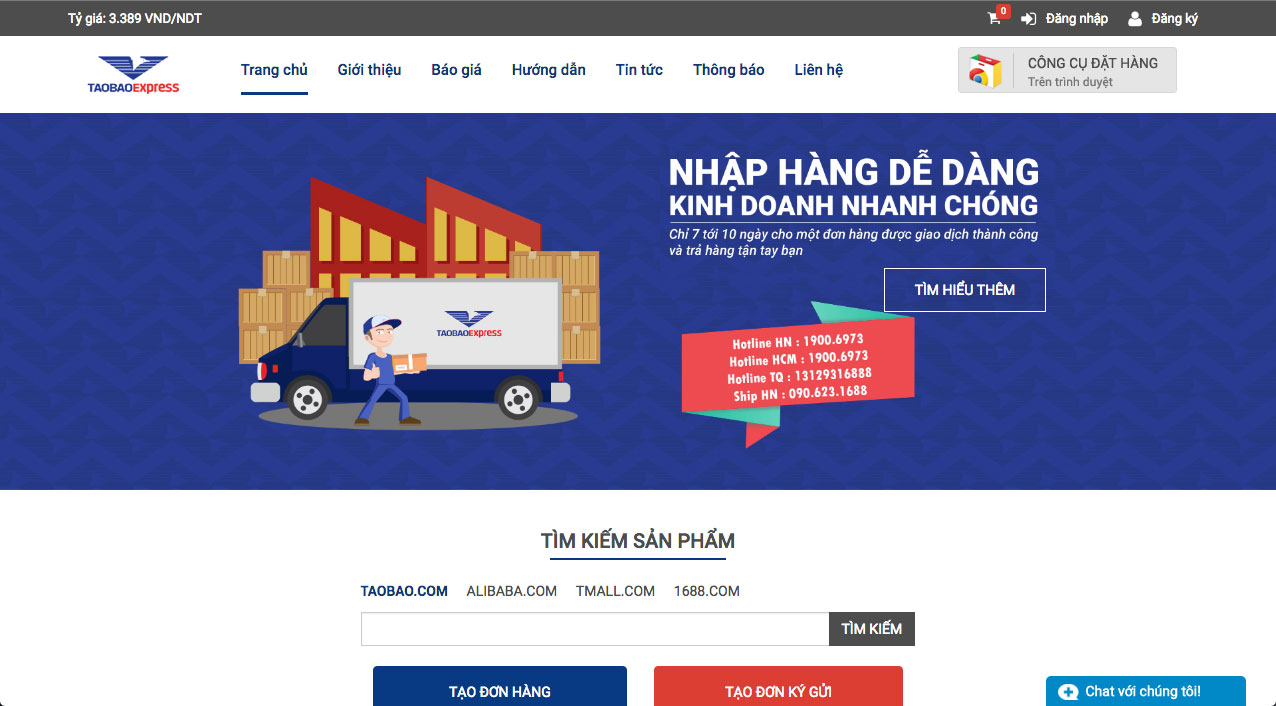 Tỷ giá: 3.389 VND/NDT
0
Đăng nhập
Đăng ký
TAOBAOExpress
Trang chủ
Giới thiệu
Báo giá
Hướng dẫn
Tin tức
Thông báo
Liên hệ
CÔNG CỤ ĐẶT HÀNG
Trên trình duyệt
NHẬP HÀNG DỄ DÀNG
KINH DOANH NHANH CHÓNG
Chỉ 7 tới 10 ngày cho một đơn hàng được giao dịch thành công
và trả hàng tận tay bạn
TÌM HIỂU THÊM
TAOBAOExpress
Hotline HN : 1900.6973
Hotline HCM : 1900.6973
Hotline TQ : 13129316888
Ship HN : 090.623.1688
TÌM KIẾM SẢN PHẨM
TAOBAO.COM
ALIBABA.COM
TMALL.COM
1688.COM
TÌM KIẾM
TẠO ĐƠN HÀNG
TẠO ĐƠN KÝ GỬI
Chat với chúng tôi!